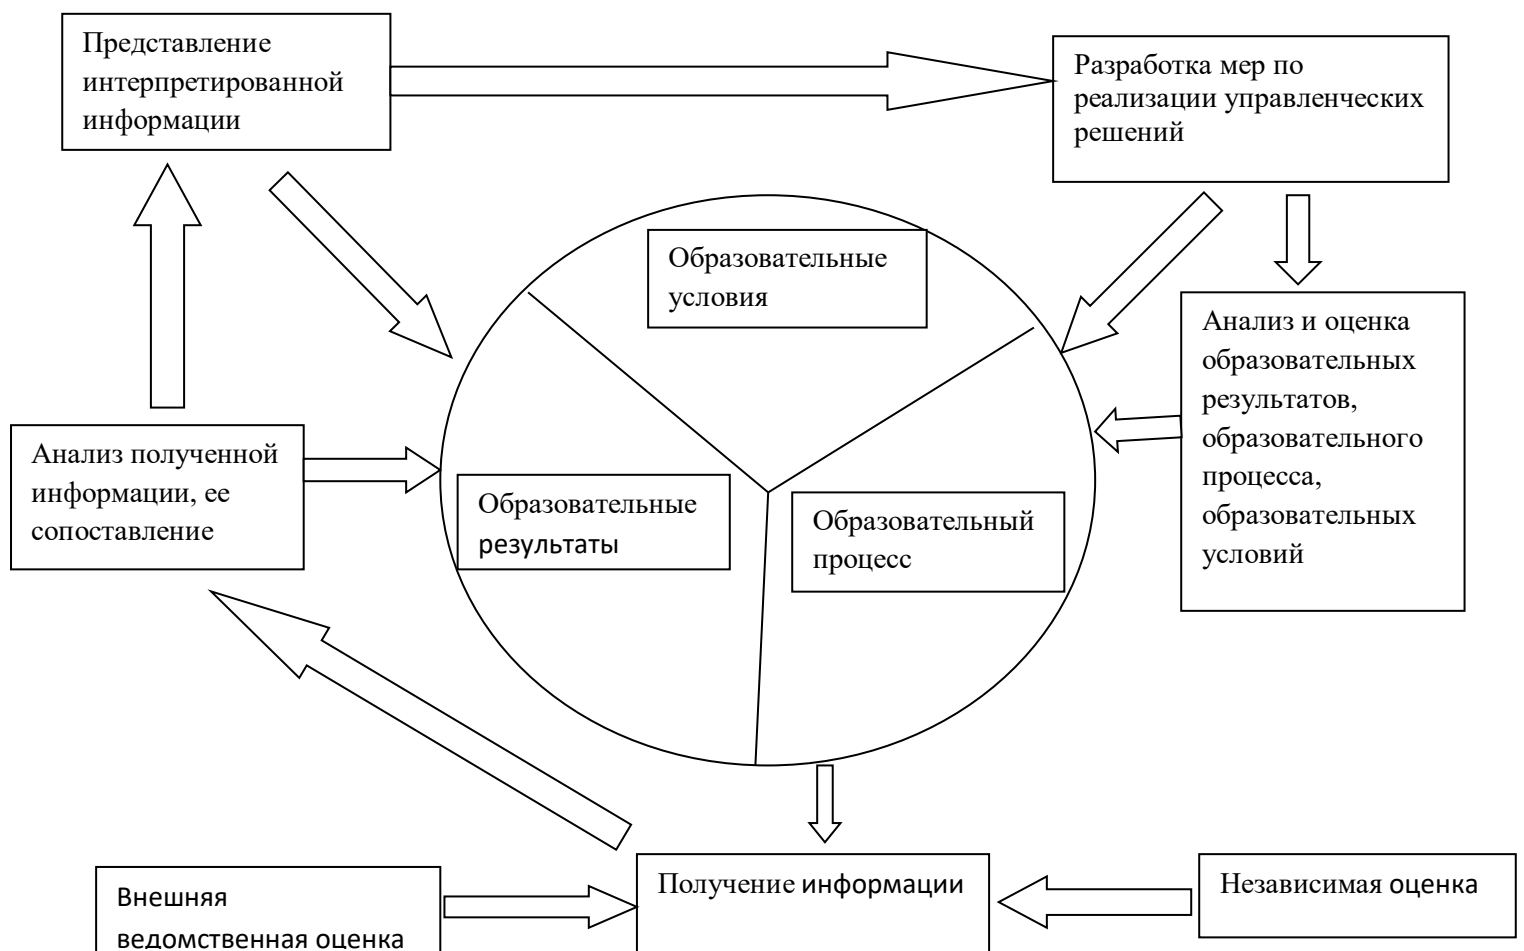 Представление
интерпретированной
информации
Разработка мер по
реализации управленческих
решений
Образовательные
условия
Анализ и оценка
образовательных
результатов,
образовательного
процесса,
образовательных
условий
Анализ полученной
информации, ее
сопоставление
Образовательные
результаты
Образовательный
процесс
Внешняя
ведомственная оценка
Получение информации
Независимая оценка